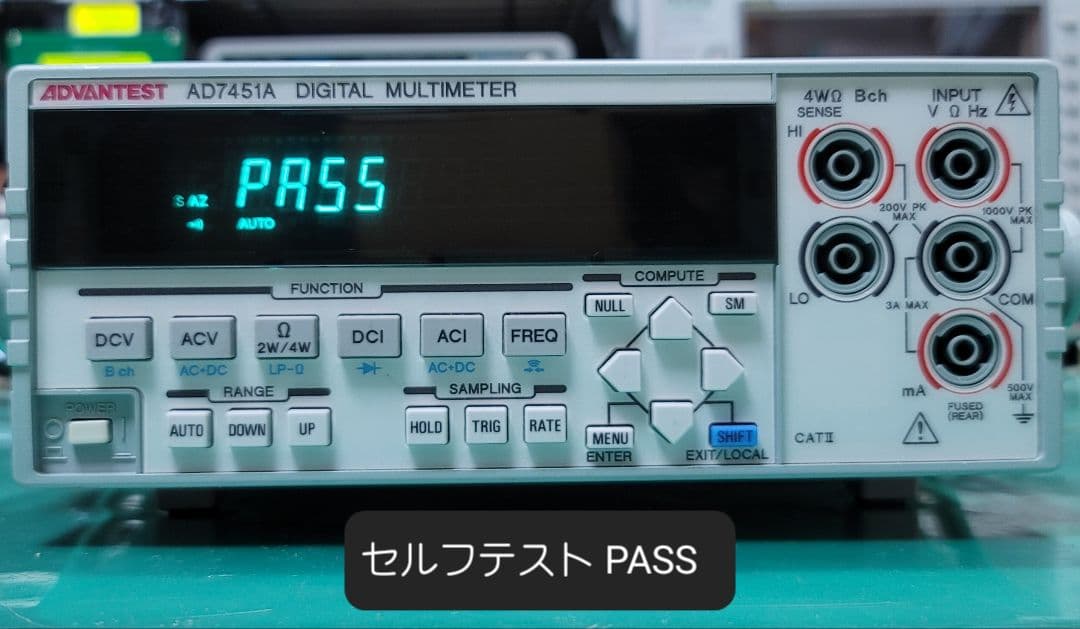 ADVANTEST AD7451A DIGITAL MULTIMETER
PASS
S AZ
AUTO
4WΩ Bch
SENSE
INPUT
V Ω Hz
HI
200V PK
MAX
1000V PK
MAX
LO
3A MAX
COM
mA
FUSED
(REAR)
500V
MAX
CATII
FUNCTION
DCV
ACV
Ω
2W/4W
DCI
ACI
FREQ
B ch
AC+DC
LP-Ω
AC+DC
COMPUTE
NULL
SM
POWER
RANGE
AUTO
DOWN
UP
SAMPLING
HOLD
TRIG
RATE
MENU
ENTER
SHIFT
EXIT/LOCAL
セルフテスト PASS